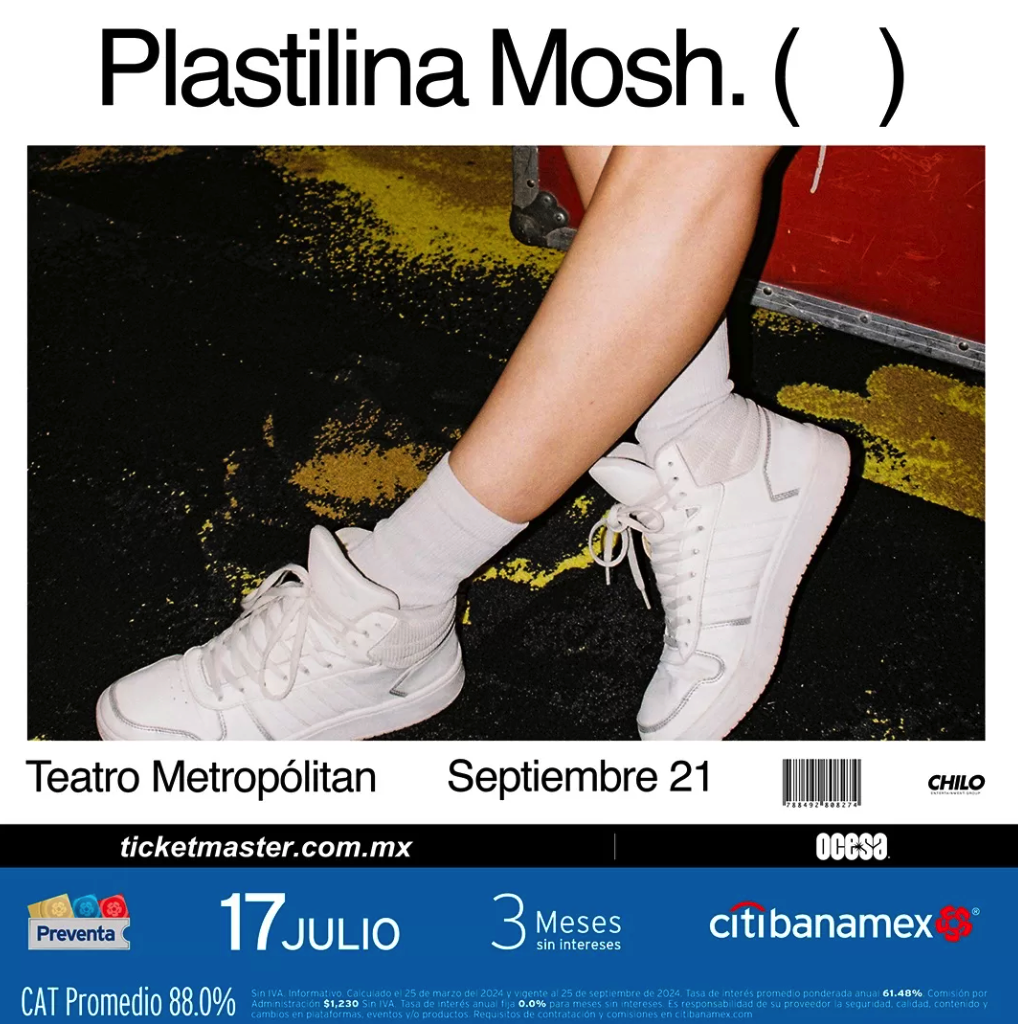 Plastilina Mosh. ( )
Teatro Metropólitan
Septiembre 21
788492808274
CHILO
ENTERTAINMENT GROUP
ticketmaster.com.mx
ocesa
Preventa
17 JULIO
3 Meses
sin intereses
citibanamex®
CAT Promedio 88.0%
Sin IVA. Informativo. Calculado el 25 de marzo del 2024 y vigente al 25 de septiembre de 2024. Tasa de interés promedio ponderada anual 61.48%. Comisión por
Administración $1,230 Sin IVA. Tasa de interés anual fija 0.0% para meses sin intereses. Es responsabilidad de su proveedor la seguridad, calidad, contenido y
cambios en plataformas, eventos y/o productos. Requisitos de contratación y comisiones en citibanamex.com